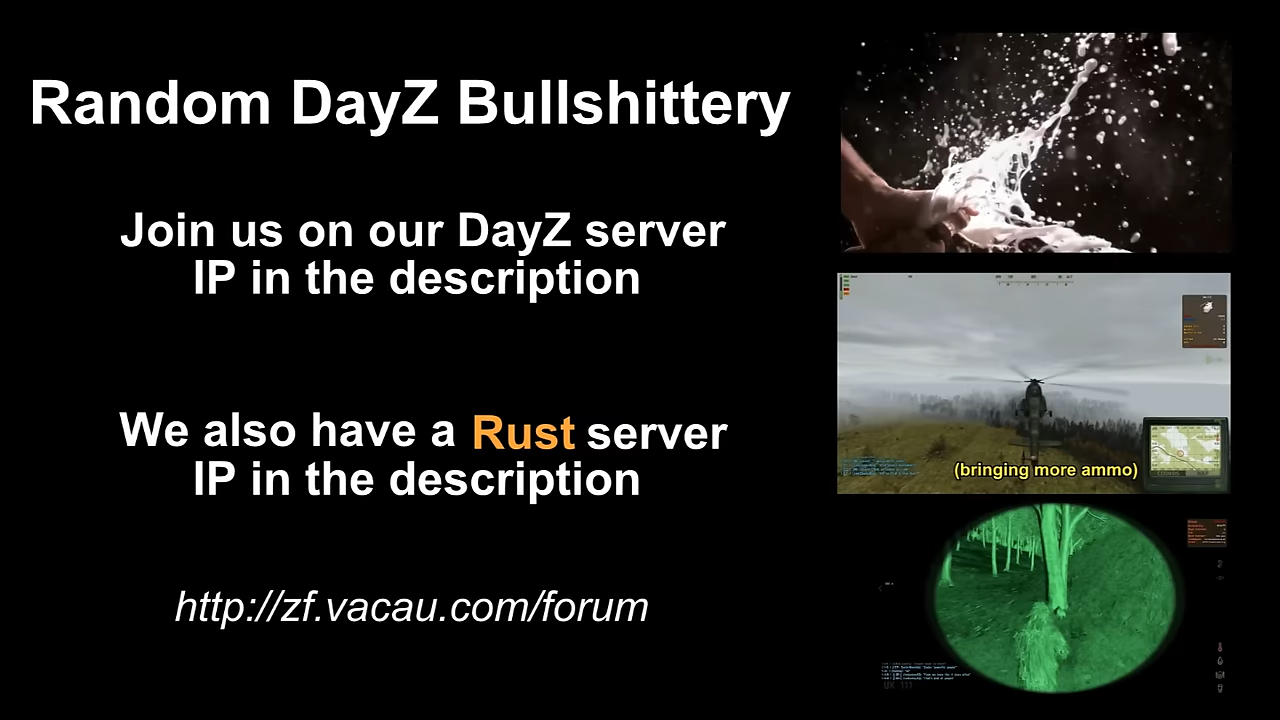 Random DayZ Bullshittery
Join us on our DayZ server
IP in the description
We also have a Rust server
IP in the description
http://zf.vacau.com/forum
(bringing more ammo)